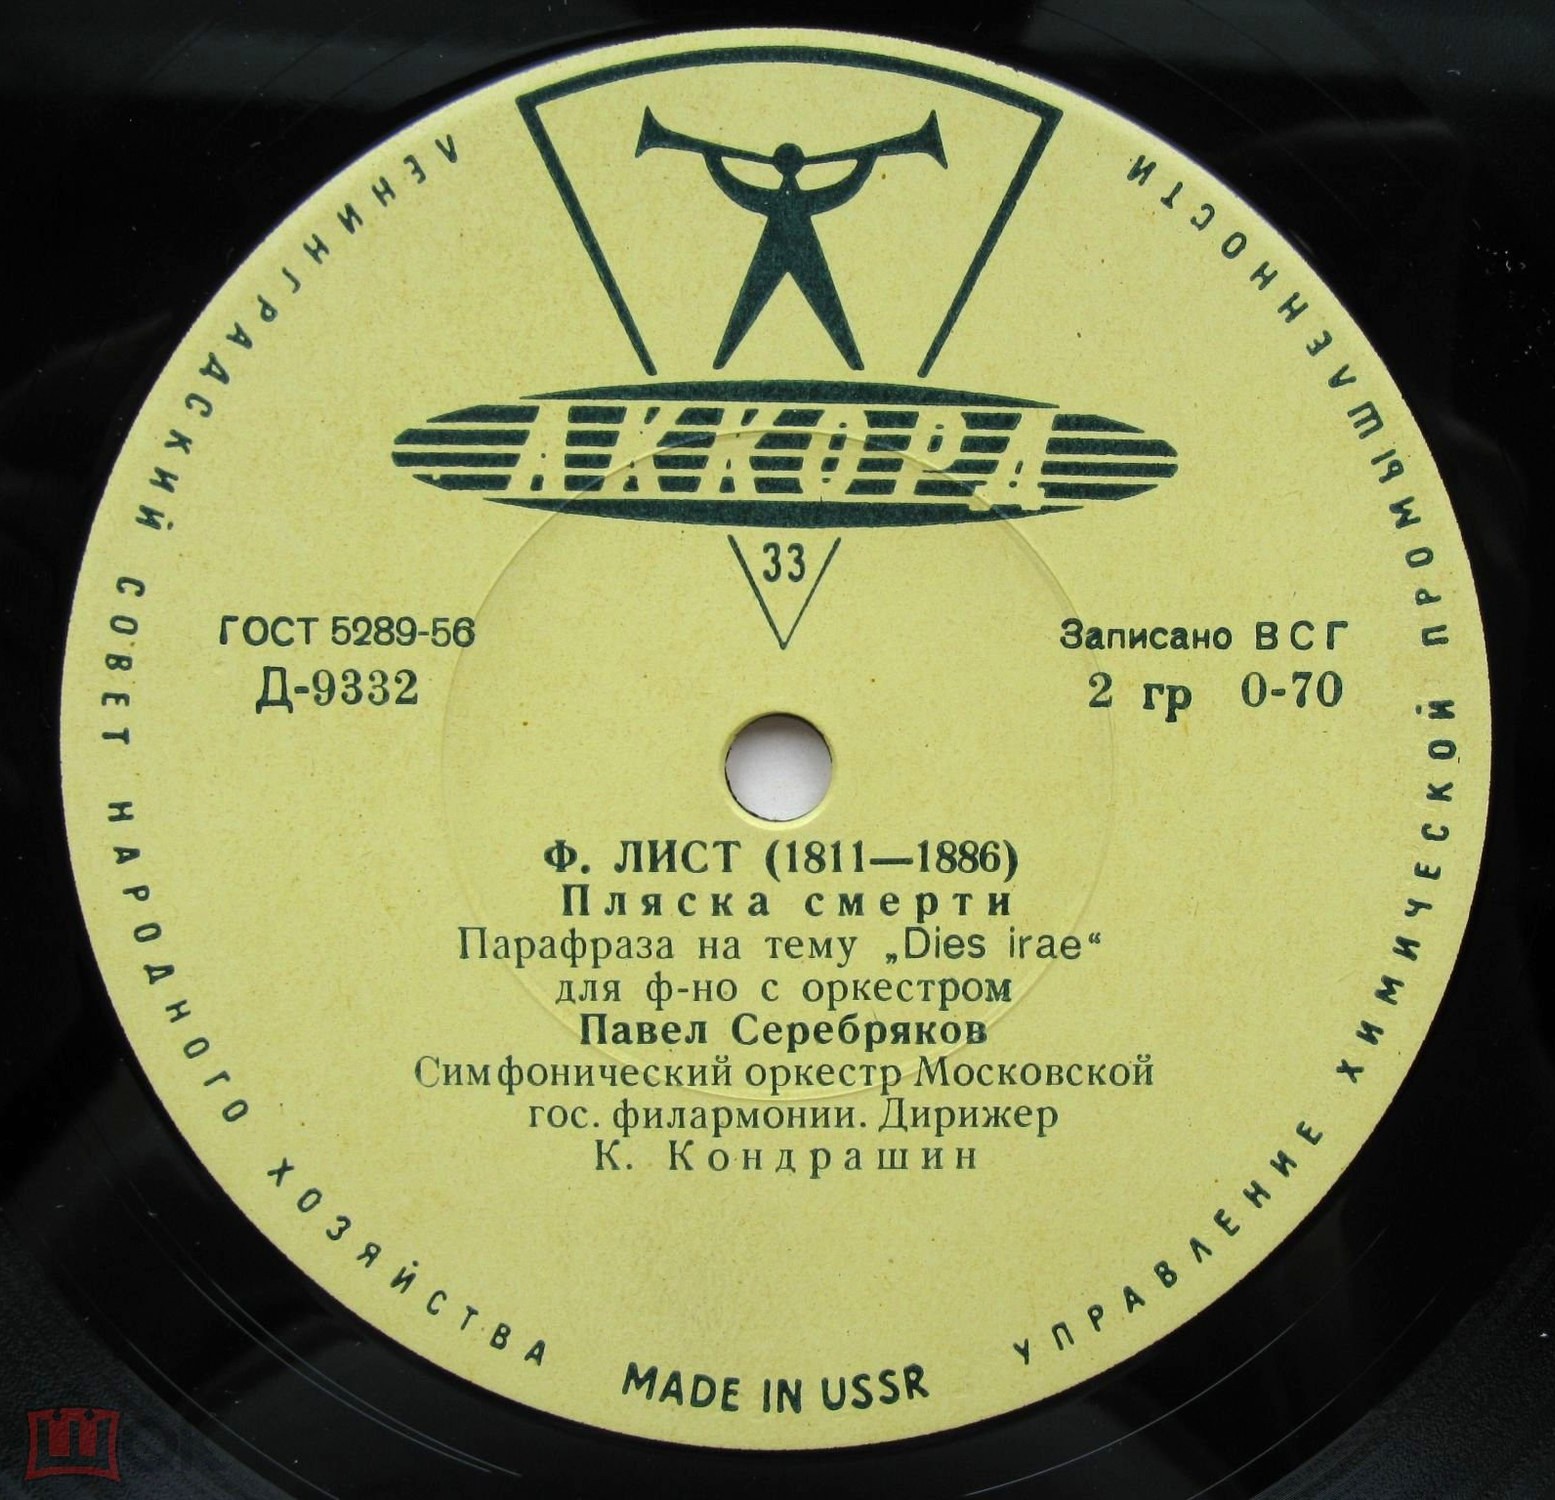 ЛЕНИНГРАДСКИЙ СОВЕТ НАРОДНОГО ХОЗЯЙСТВА
УПРАВЛЕНИЕ ХИМИЧЕСКОЙ ПРОМЫШЛЕННОСТИ
АККОРД
33
ГОСТ 5289-56
Д-9332
Записано ВСГ
2 гр 0-70
Ф. ЛИСТ (1811—1886)
Пляска смерти
Парафраза на тему „Dies irae“
для ф-но с оркестром
Павел Серебряков
Симфонический оркестр Московской
гос. филармонии. Дирижер
К. Кондрашин
MADE IN USSR